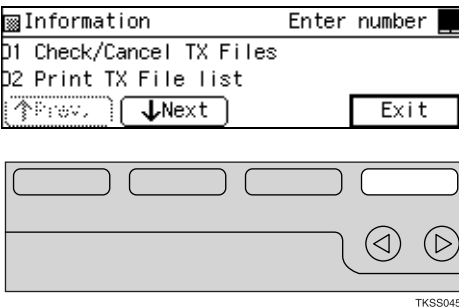 Information Enter number
01 Check/Cancel TX Files
02 Print TX File list
↑Prev. ↓Next Exit
TKSS045